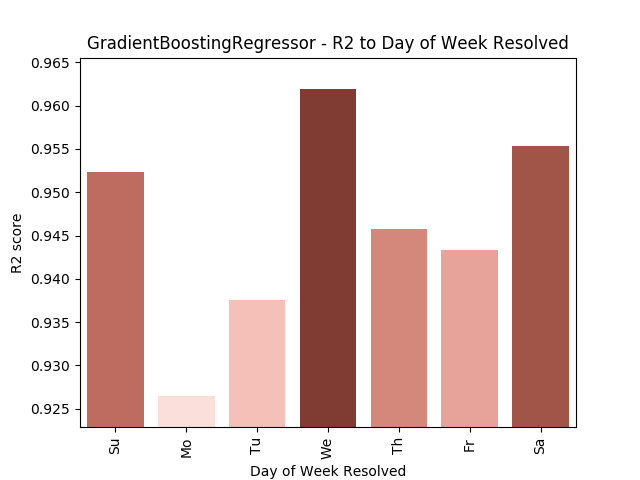 GradientBoostingRegressor - R2 to Day of Week Resolved
0.965
0.960
0.955
0.950
0.945
0.940
0.935
0.930
0.925
R2 score
Su
Mo
Tu
We
Th
Fr
Sa
Day of Week Resolved